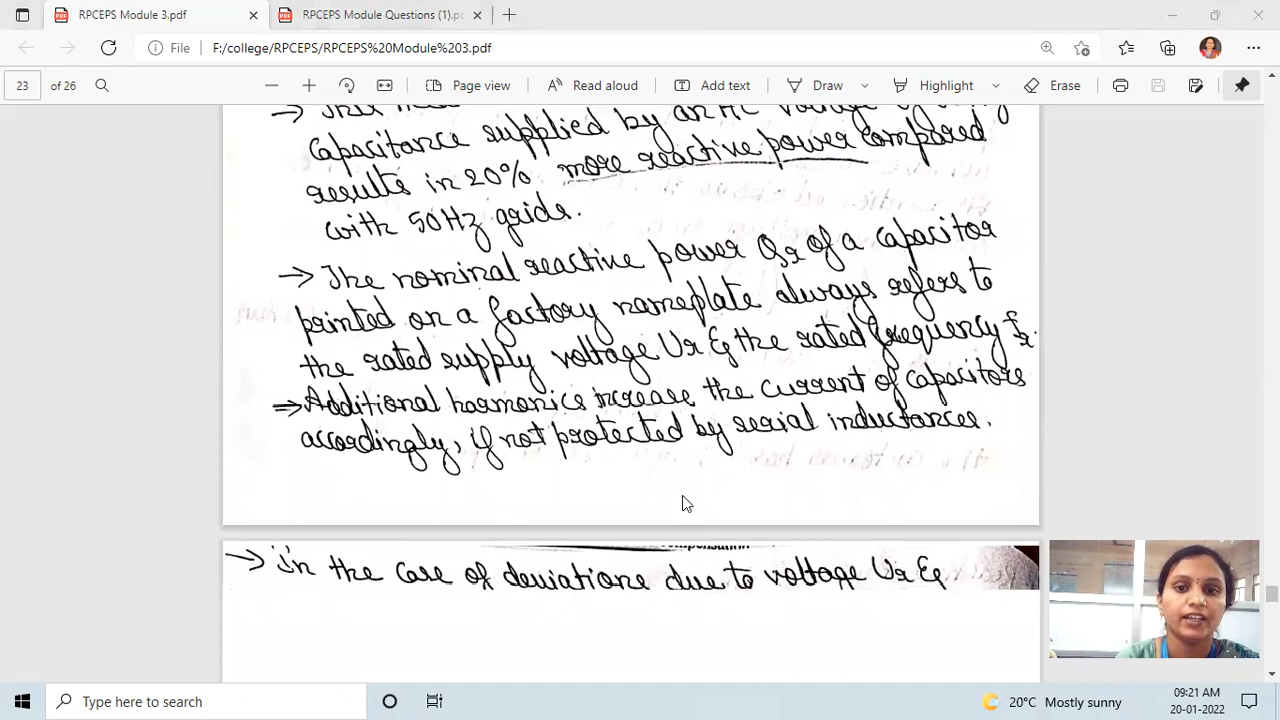 RPCEPS Module 3.pdf
RPCEPS Module Questions (1).pd
File F:/college/RPCEPS/RPCEPS%20Module%203.pdf
23 of 26 Page view Read aloud Add text Draw Highlight Erase
→ This
capacitance supplied by an AC voltage of
results in 20% more reactive power compared
with 50Hz grids.
→ The nominal reactive power Qr of a capacitor
printed on a factory nameplate always refers to
the rated supply voltage Ur & the rated frequency fr.
⇒ Additional harmonics increase the current of capacitors
accordingly, if not protected by serial inductances.
→ In the case of deviations due to voltage Ur &
Type here to search
20°C Mostly sunny
09:21 AM
20-01-2022